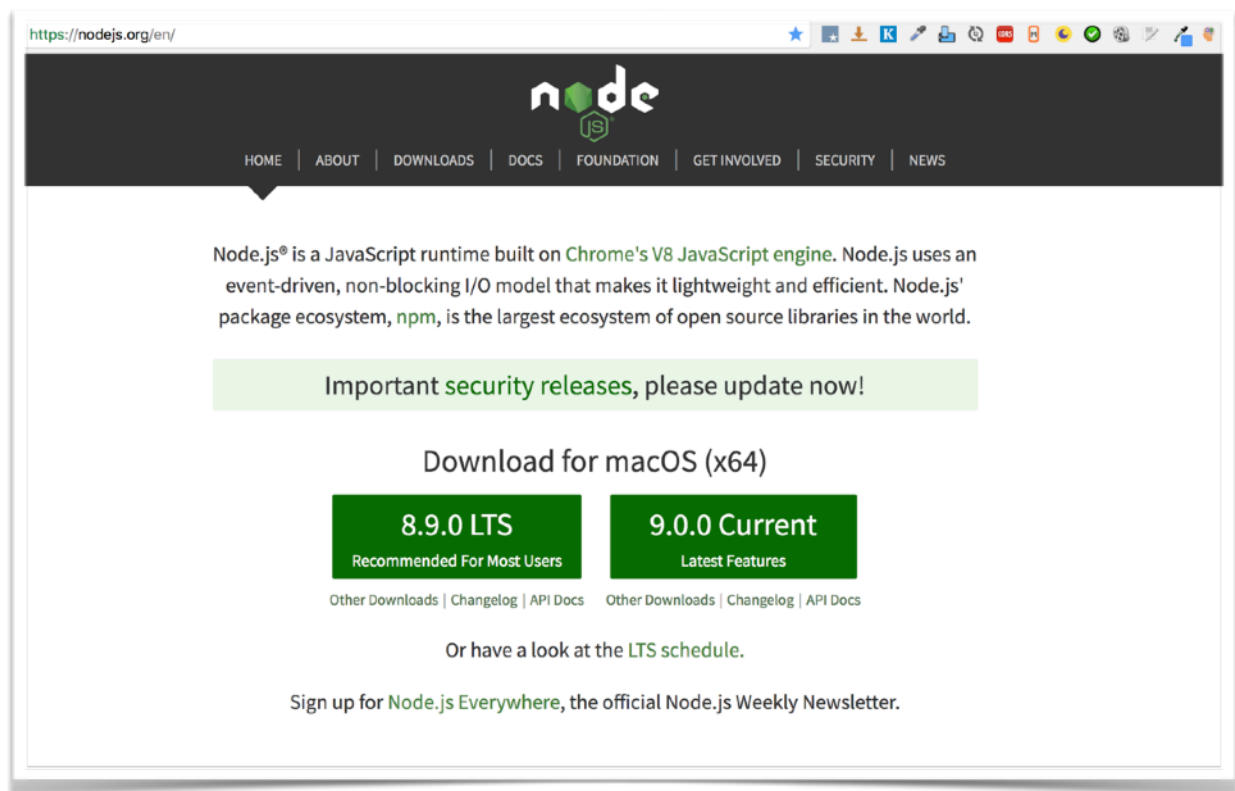 https://nodejs.org/en/
K
CORS
node
JS
HOME | ABOUT | DOWNLOADS | DOCS | FOUNDATION | GET INVOLVED | SECURITY | NEWS
Node.js® is a JavaScript runtime built on Chrome's V8 JavaScript engine. Node.js uses an
event-driven, non-blocking I/O model that makes it lightweight and efficient. Node.js'
package ecosystem, npm, is the largest ecosystem of open source libraries in the world.
Important security releases, please update now!
Download for macOS (x64)
8.9.0 LTS 9.0.0 Current
Recommended For Most Users Latest Features
Other Downloads | Changelog | API Docs Other Downloads | Changelog | API Docs
Or have a look at the LTS schedule.
Sign up for Node.js Everywhere, the official Node.js Weekly Newsletter.